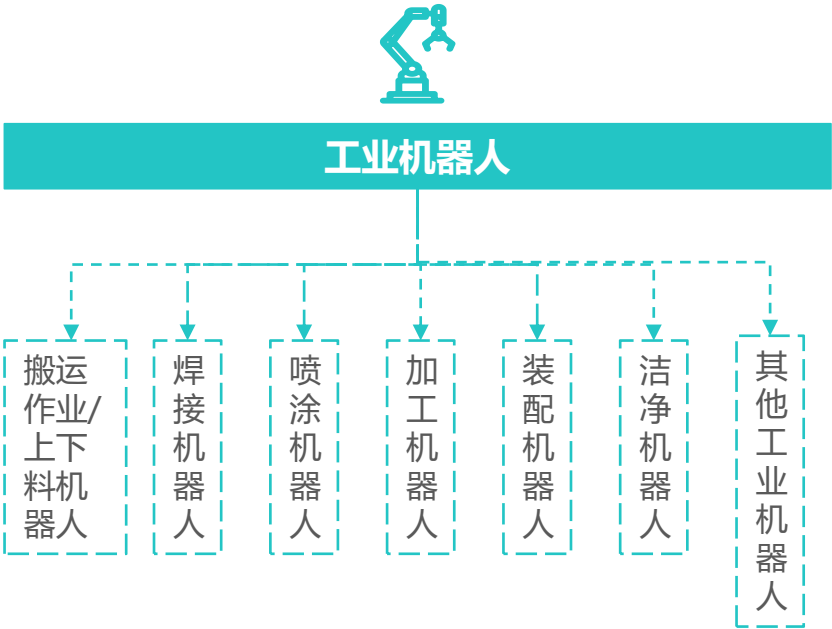 工业机器人
搬运
作业/
上下
料机
器人
焊接机器人
喷涂机器人
加工机器人
装配机器人
洁净机器人
其他工业机器人